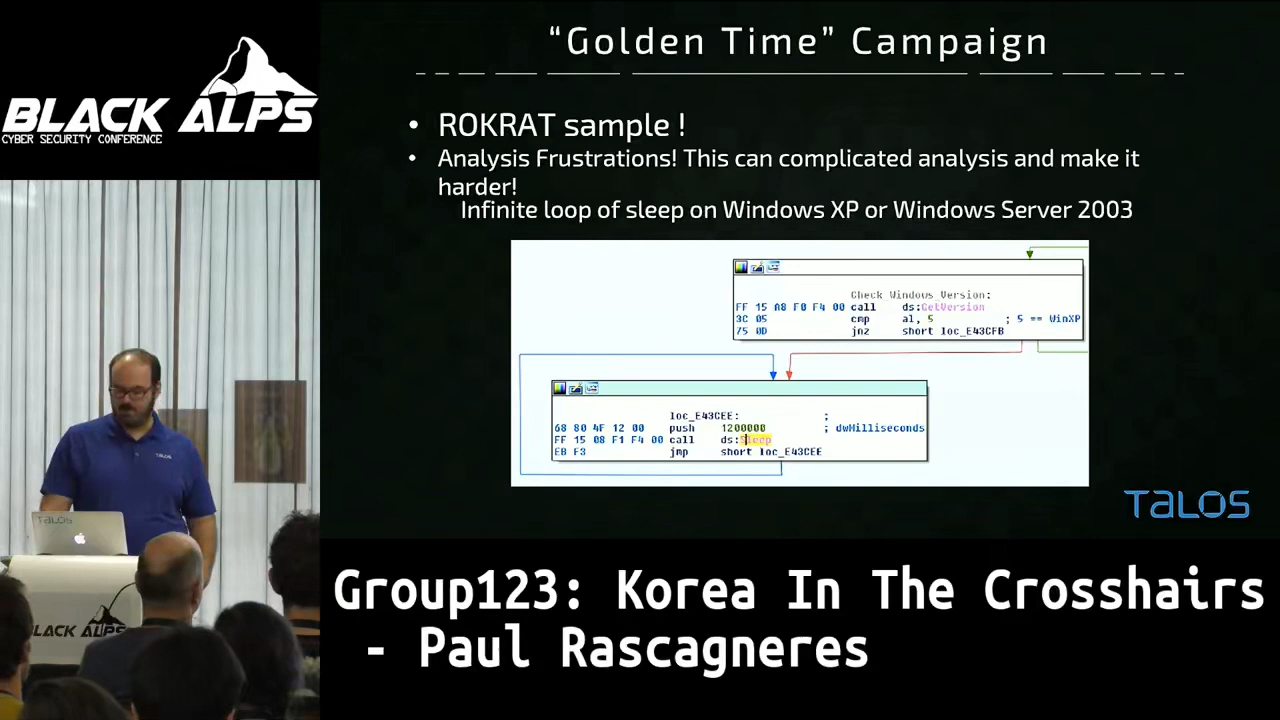 BLACK ALPS
CYBER SECURITY CONFERENCE
“Golden Time” Campaign
• ROKRAT sample !
• Analysis Frustrations! This can complicated analysis and make it
harder!
Infinite loop of sleep on Windows XP or Windows Server 2003
Check Windows Version:
FF 15 A8 F0 F4 00 call ds:GetVersion
3C 05 cmp al, 5 ; 5 == WinXP
75 0D jnz short loc_E43CFB
loc_E43CEE: ;
68 80 4F 12 00 push 1200000 ; dwMilliseconds
FF 15 08 F1 F4 00 call ds:Sleep
EB F3 jmp short loc_E43CEE
TALOS
TALOS
TALOS
BLACK ALPS
Group123: Korea In The Crosshairs
- Paul Rascagneres